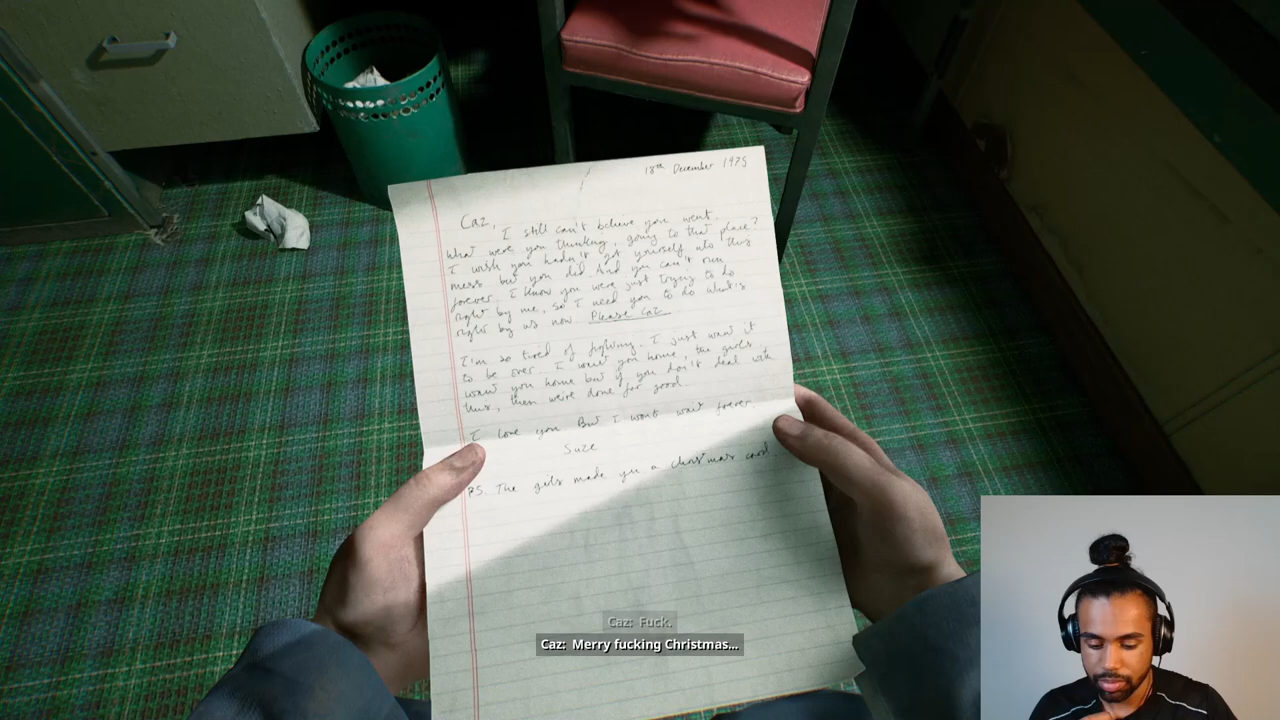 18th December 1975
Caz,
I still can't believe you went.
What were you thinking, going to that place?
I wish you hadn't got yourself into this
mess but you did. And you can't run
forever. I know you were just trying to do
right by me, so I need you to do what's
right by us now. Please Caz
I'm so tired of fighting. I just want it
to be over. I want you home, the girls
want you home but if you don't deal with
this, then we're done for good.
I love you. But I won't wait forever.
Suze
PS. The girls made you a christmas card
Caz: Fuck.
Caz: Merry fucking Christmas...